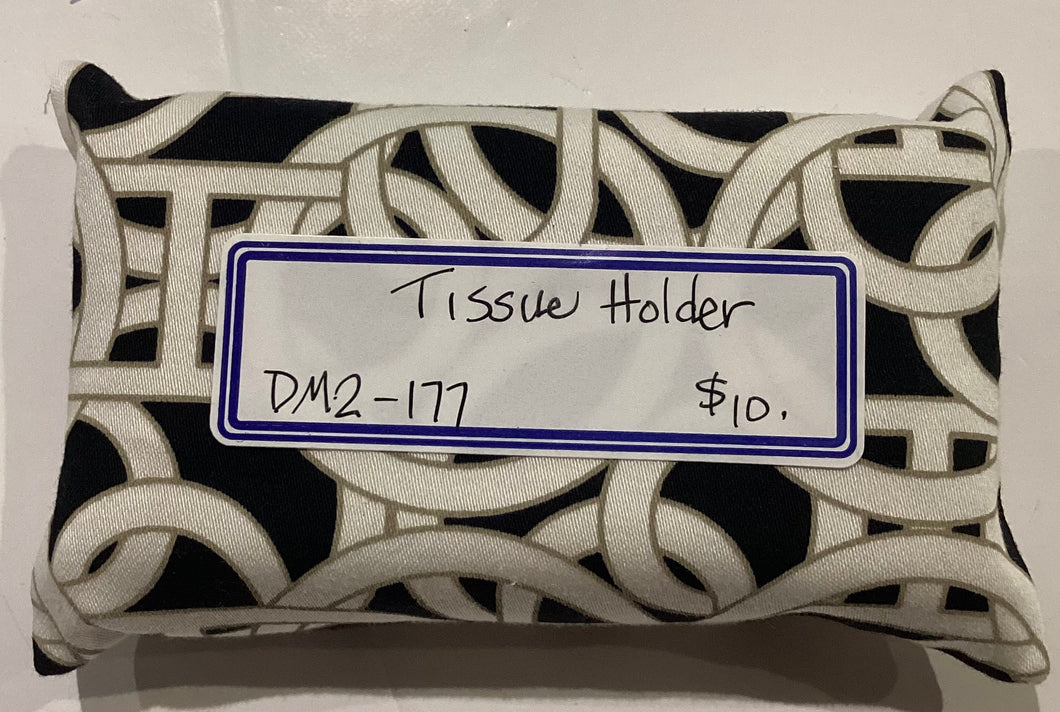 Tissue Holder
DM2-177 $10.